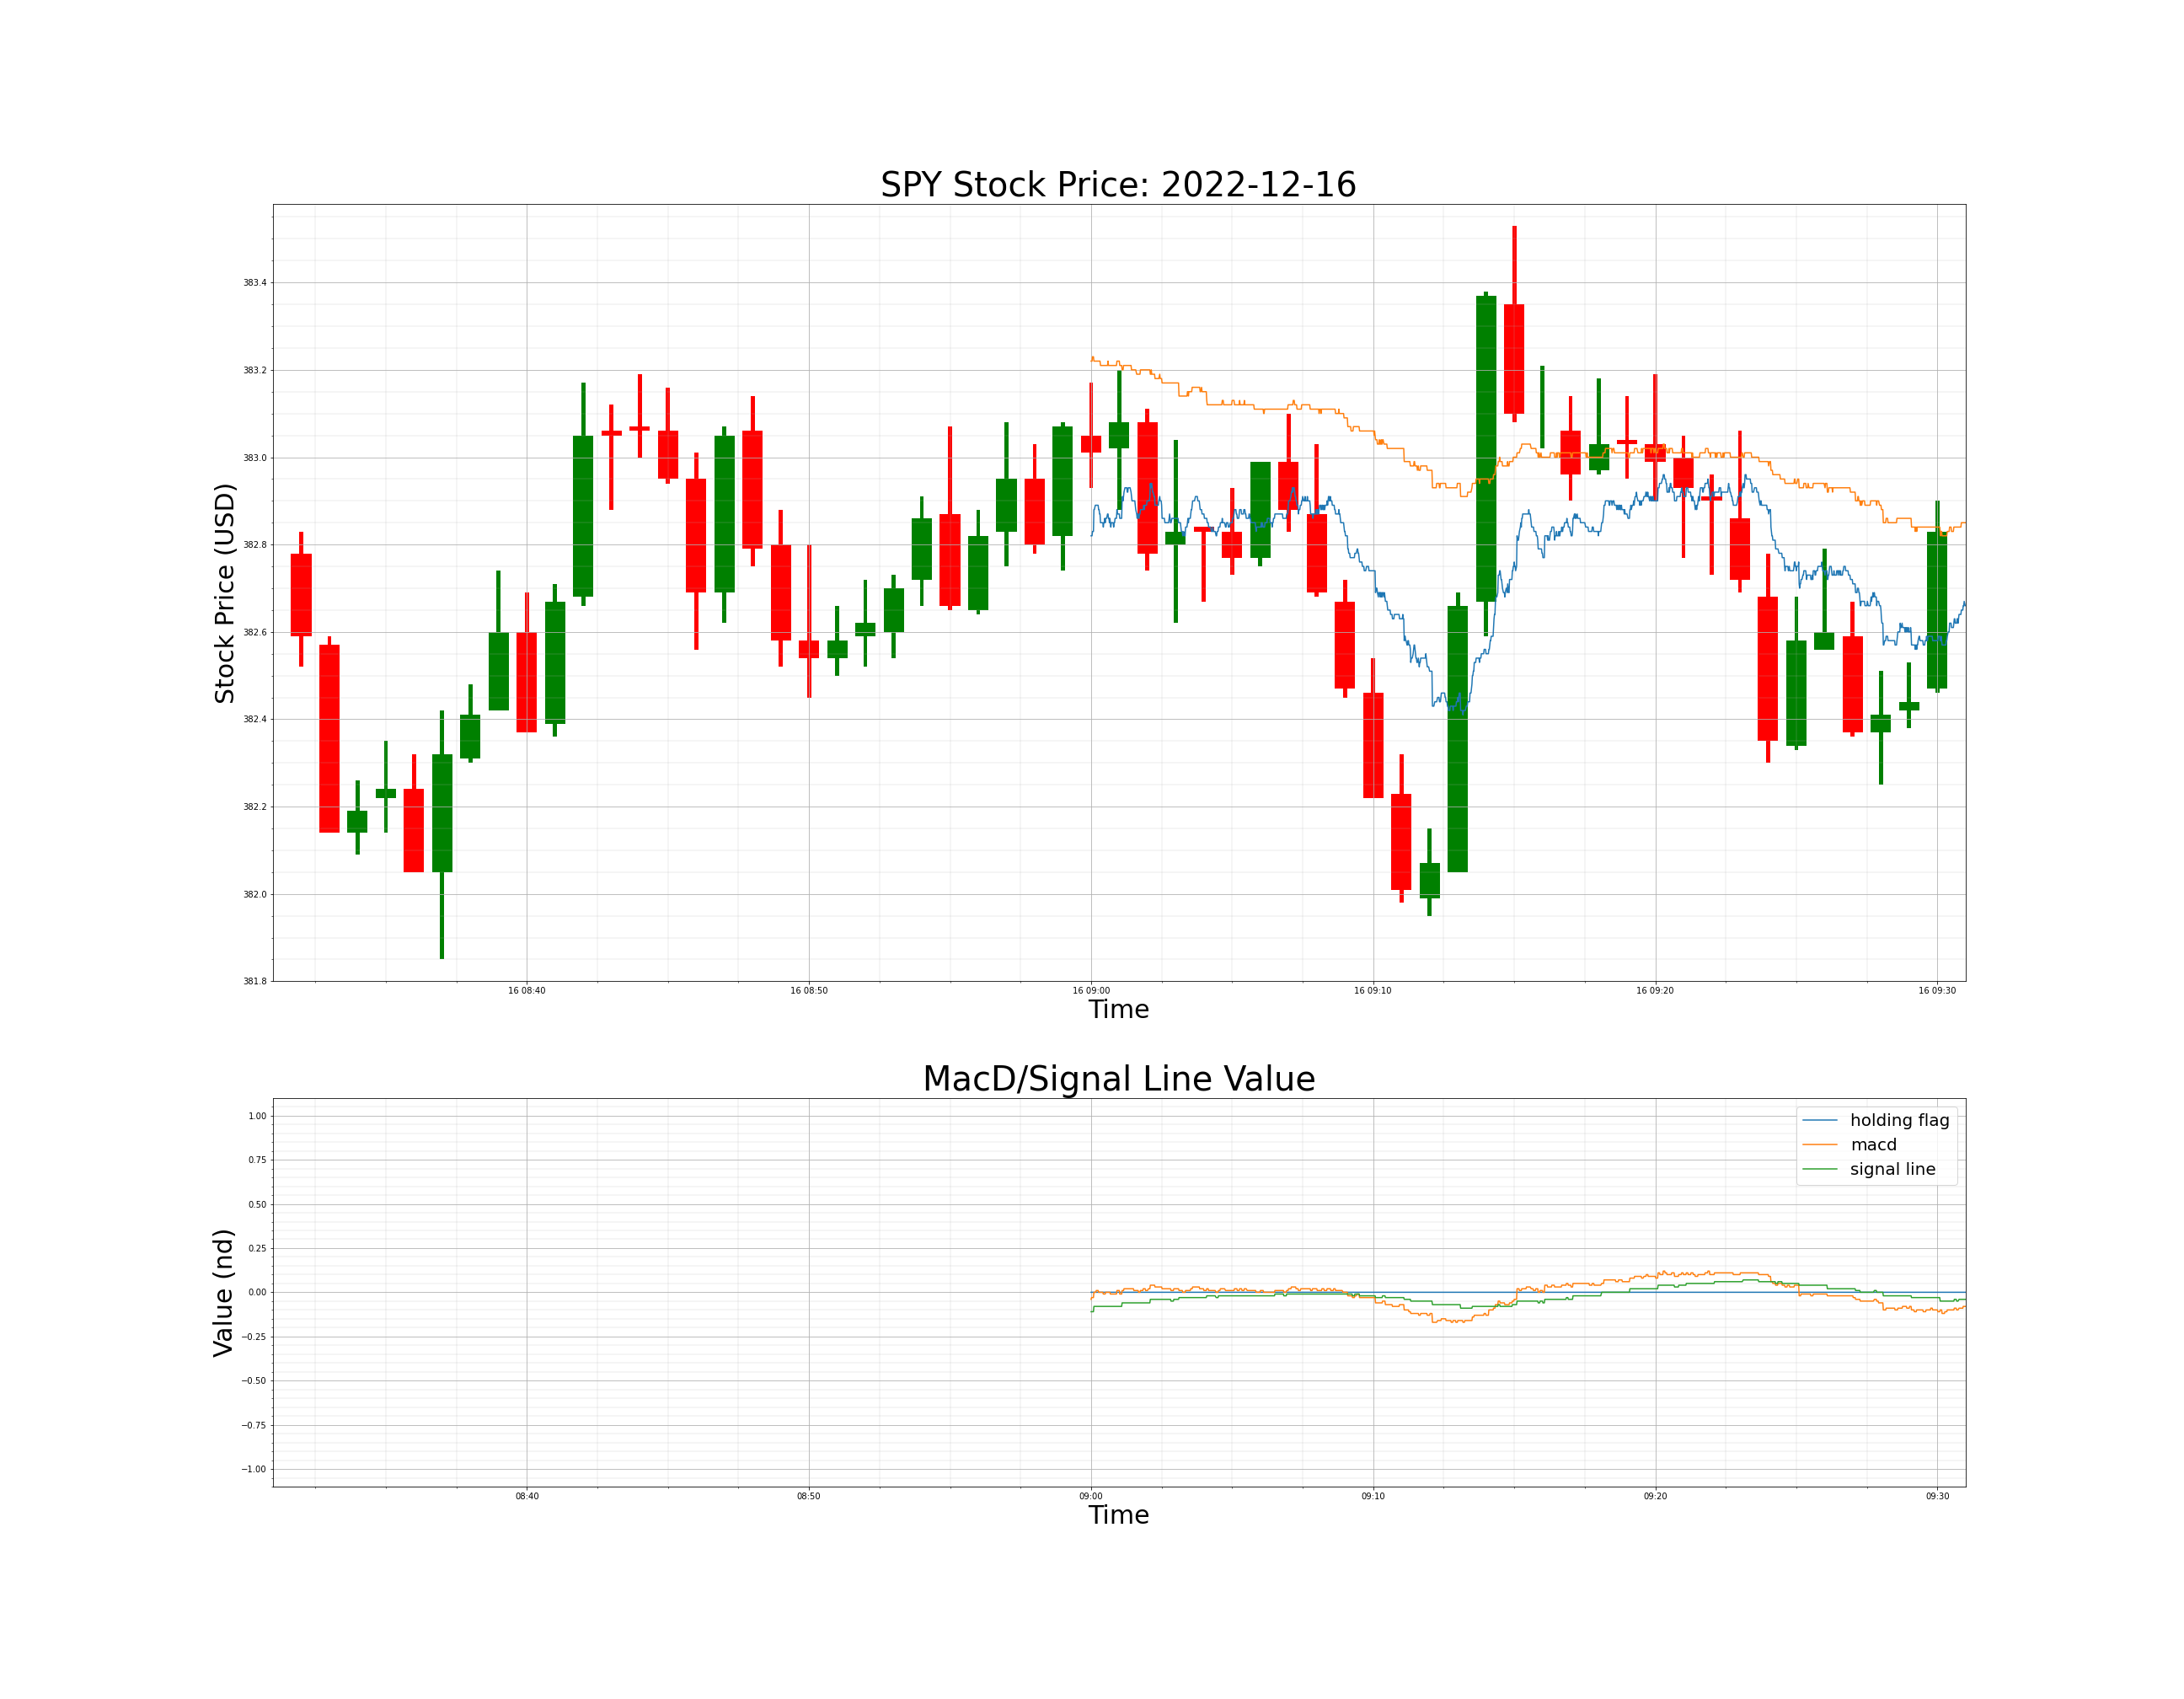 SPY Stock Price: 2022-12-16
Stock Price (USD)
383.4
383.2
383.0
382.8
382.6
382.4
382.2
382.0
381.8
16 08:40 16 08:50 16 09:00 16 09:10 16 09:20 16 09:30
Time
MacD/Signal Line Value
Value (nd)
1.00
0.75
0.50
0.25
0.00
−0.25
−0.50
−0.75
−1.00
holding flag
macd
signal line
08:40 08:50 09:00 09:10 09:20 09:30
Time